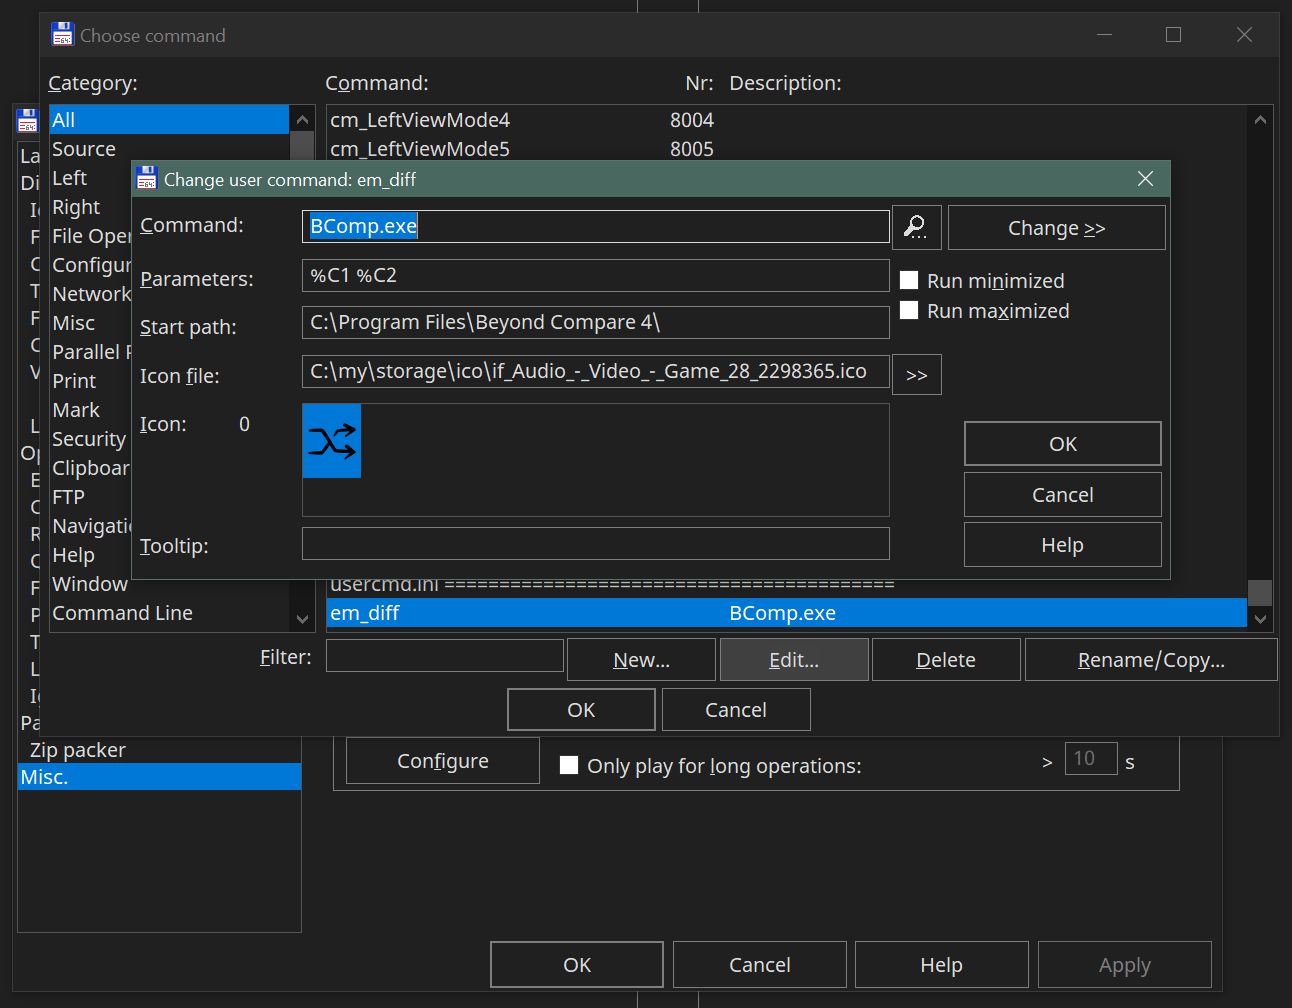 Choose command
Category:
Command:
Nr:
Description:
All
Source
Left
Right
File Oper
Configur
Network
Misc
Parallel P
Print
Mark
Security
Clipboar
FTP
Navigati
Help
Window
Command Line
cm_LeftViewMode4 8004
cm_LeftViewMode5 8005
Change user command: em_diff
Command:
BComp.exe
Change >>
Parameters:
%C1 %C2
Run minimized
Run maximized
Start path:
C:\Program Files\Beyond Compare 4\
Icon file:
C:\my\storage\ico\if_Audio_-_Video_-_Game_28_2298365.ico
>>
Icon: 0
OK
Cancel
Help
Tooltip:
usercmd.ini =========================================
em_diff BComp.exe
Filter:
New...
Edit...
Delete
Rename/Copy...
OK
Cancel
La
Di
Op
Pa
Zip packer
Misc.
Configure
Only play for long operations:
> 10 s
OK
Cancel
Help
Apply